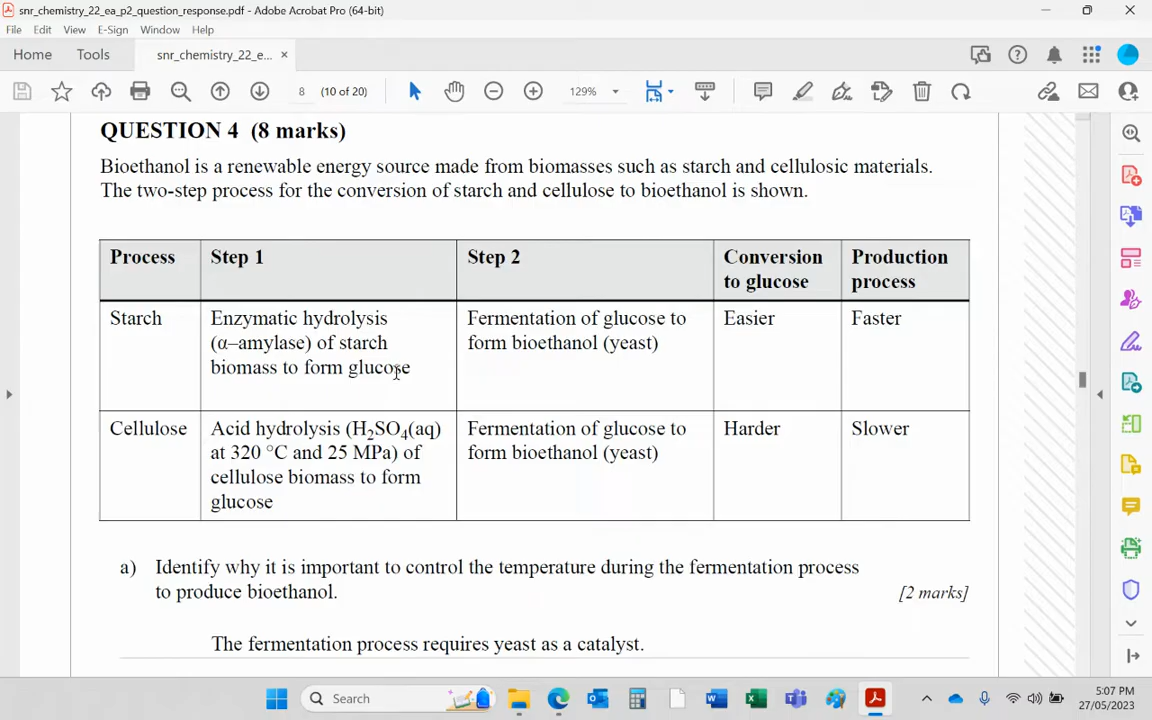 snr_chemistry_22_ea_p2_question_response.pdf - Adobe Acrobat Pro (64-bit)
File Edit View E-Sign Window Help
Home Tools snr_chemistry_22_e... ×
8 (10 of 20) 129%
QUESTION 4 (8 marks)
Bioethanol is a renewable energy source made from biomasses such as starch and cellulosic materials.
The two-step process for the conversion of starch and cellulose to bioethanol is shown.
Process Step 1 Step 2 Conversion Production
to glucose process
Starch Enzymatic hydrolysis Fermentation of glucose to Easier Faster
(α–amylase) of starch form bioethanol (yeast)
biomass to form glucose
Cellulose Acid hydrolysis (H₂SO₄(aq) Fermentation of glucose to Harder Slower
at 320 °C and 25 MPa) of form bioethanol (yeast)
cellulose biomass to form
glucose
a) Identify why it is important to control the temperature during the fermentation process
to produce bioethanol. [2 marks]
The fermentation process requires yeast as a catalyst.
Search
5:07 PM
27/05/2023